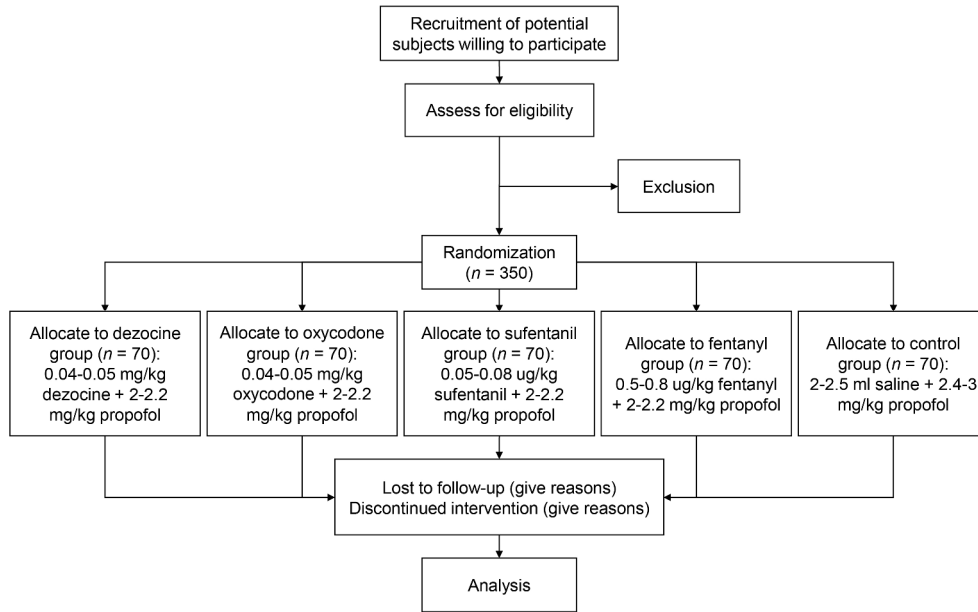 Recruitment of potential
subjects willing to participate
Assess for eligibility
Exclusion
Randomization
(n = 350)
Allocate to dezocine
group (n = 70):
0.04-0.05 mg/kg
dezocine + 2-2.2
mg/kg propofol
Allocate to oxycodone
group (n = 70):
0.04-0.05 mg/kg
oxycodone + 2-2.2
mg/kg propofol
Allocate to sufentanil
group (n = 70):
0.05-0.08 ug/kg
sufentanil + 2-2.2
mg/kg propofol
Allocate to fentanyl
group (n = 70):
0.5-0.8 ug/kg fentanyl
+ 2-2.2 mg/kg propofol
Allocate to control
group (n = 70):
2-2.5 ml saline + 2.4-3
mg/kg propofol
Lost to follow-up (give reasons)
Discontinued intervention (give reasons)
Analysis